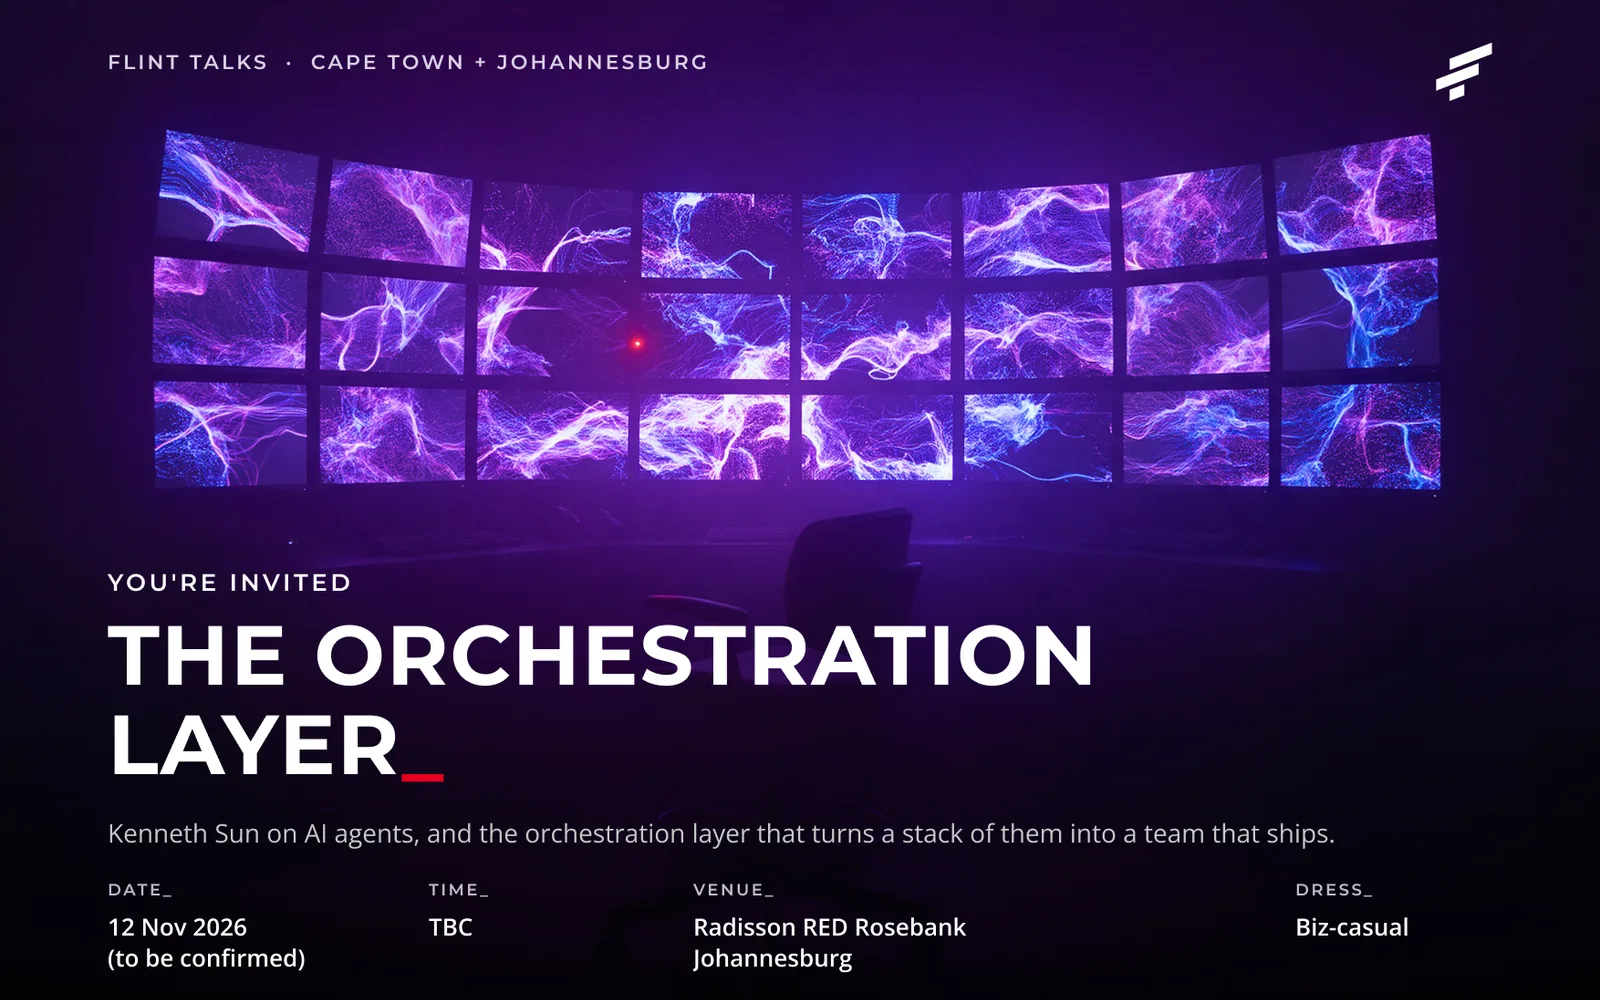 FLINT TALKS · CAPE TOWN + JOHANNESBURG
YOU'RE INVITED
THE ORCHESTRATION
LAYER_
Kenneth Sun on AI agents, and the orchestration layer that turns a stack of them into a team that ships.
DATE_
12 Nov 2026
(to be confirmed)
TIME_
TBC
VENUE_
Radisson RED Rosebank
Johannesburg
DRESS_
Biz-casual